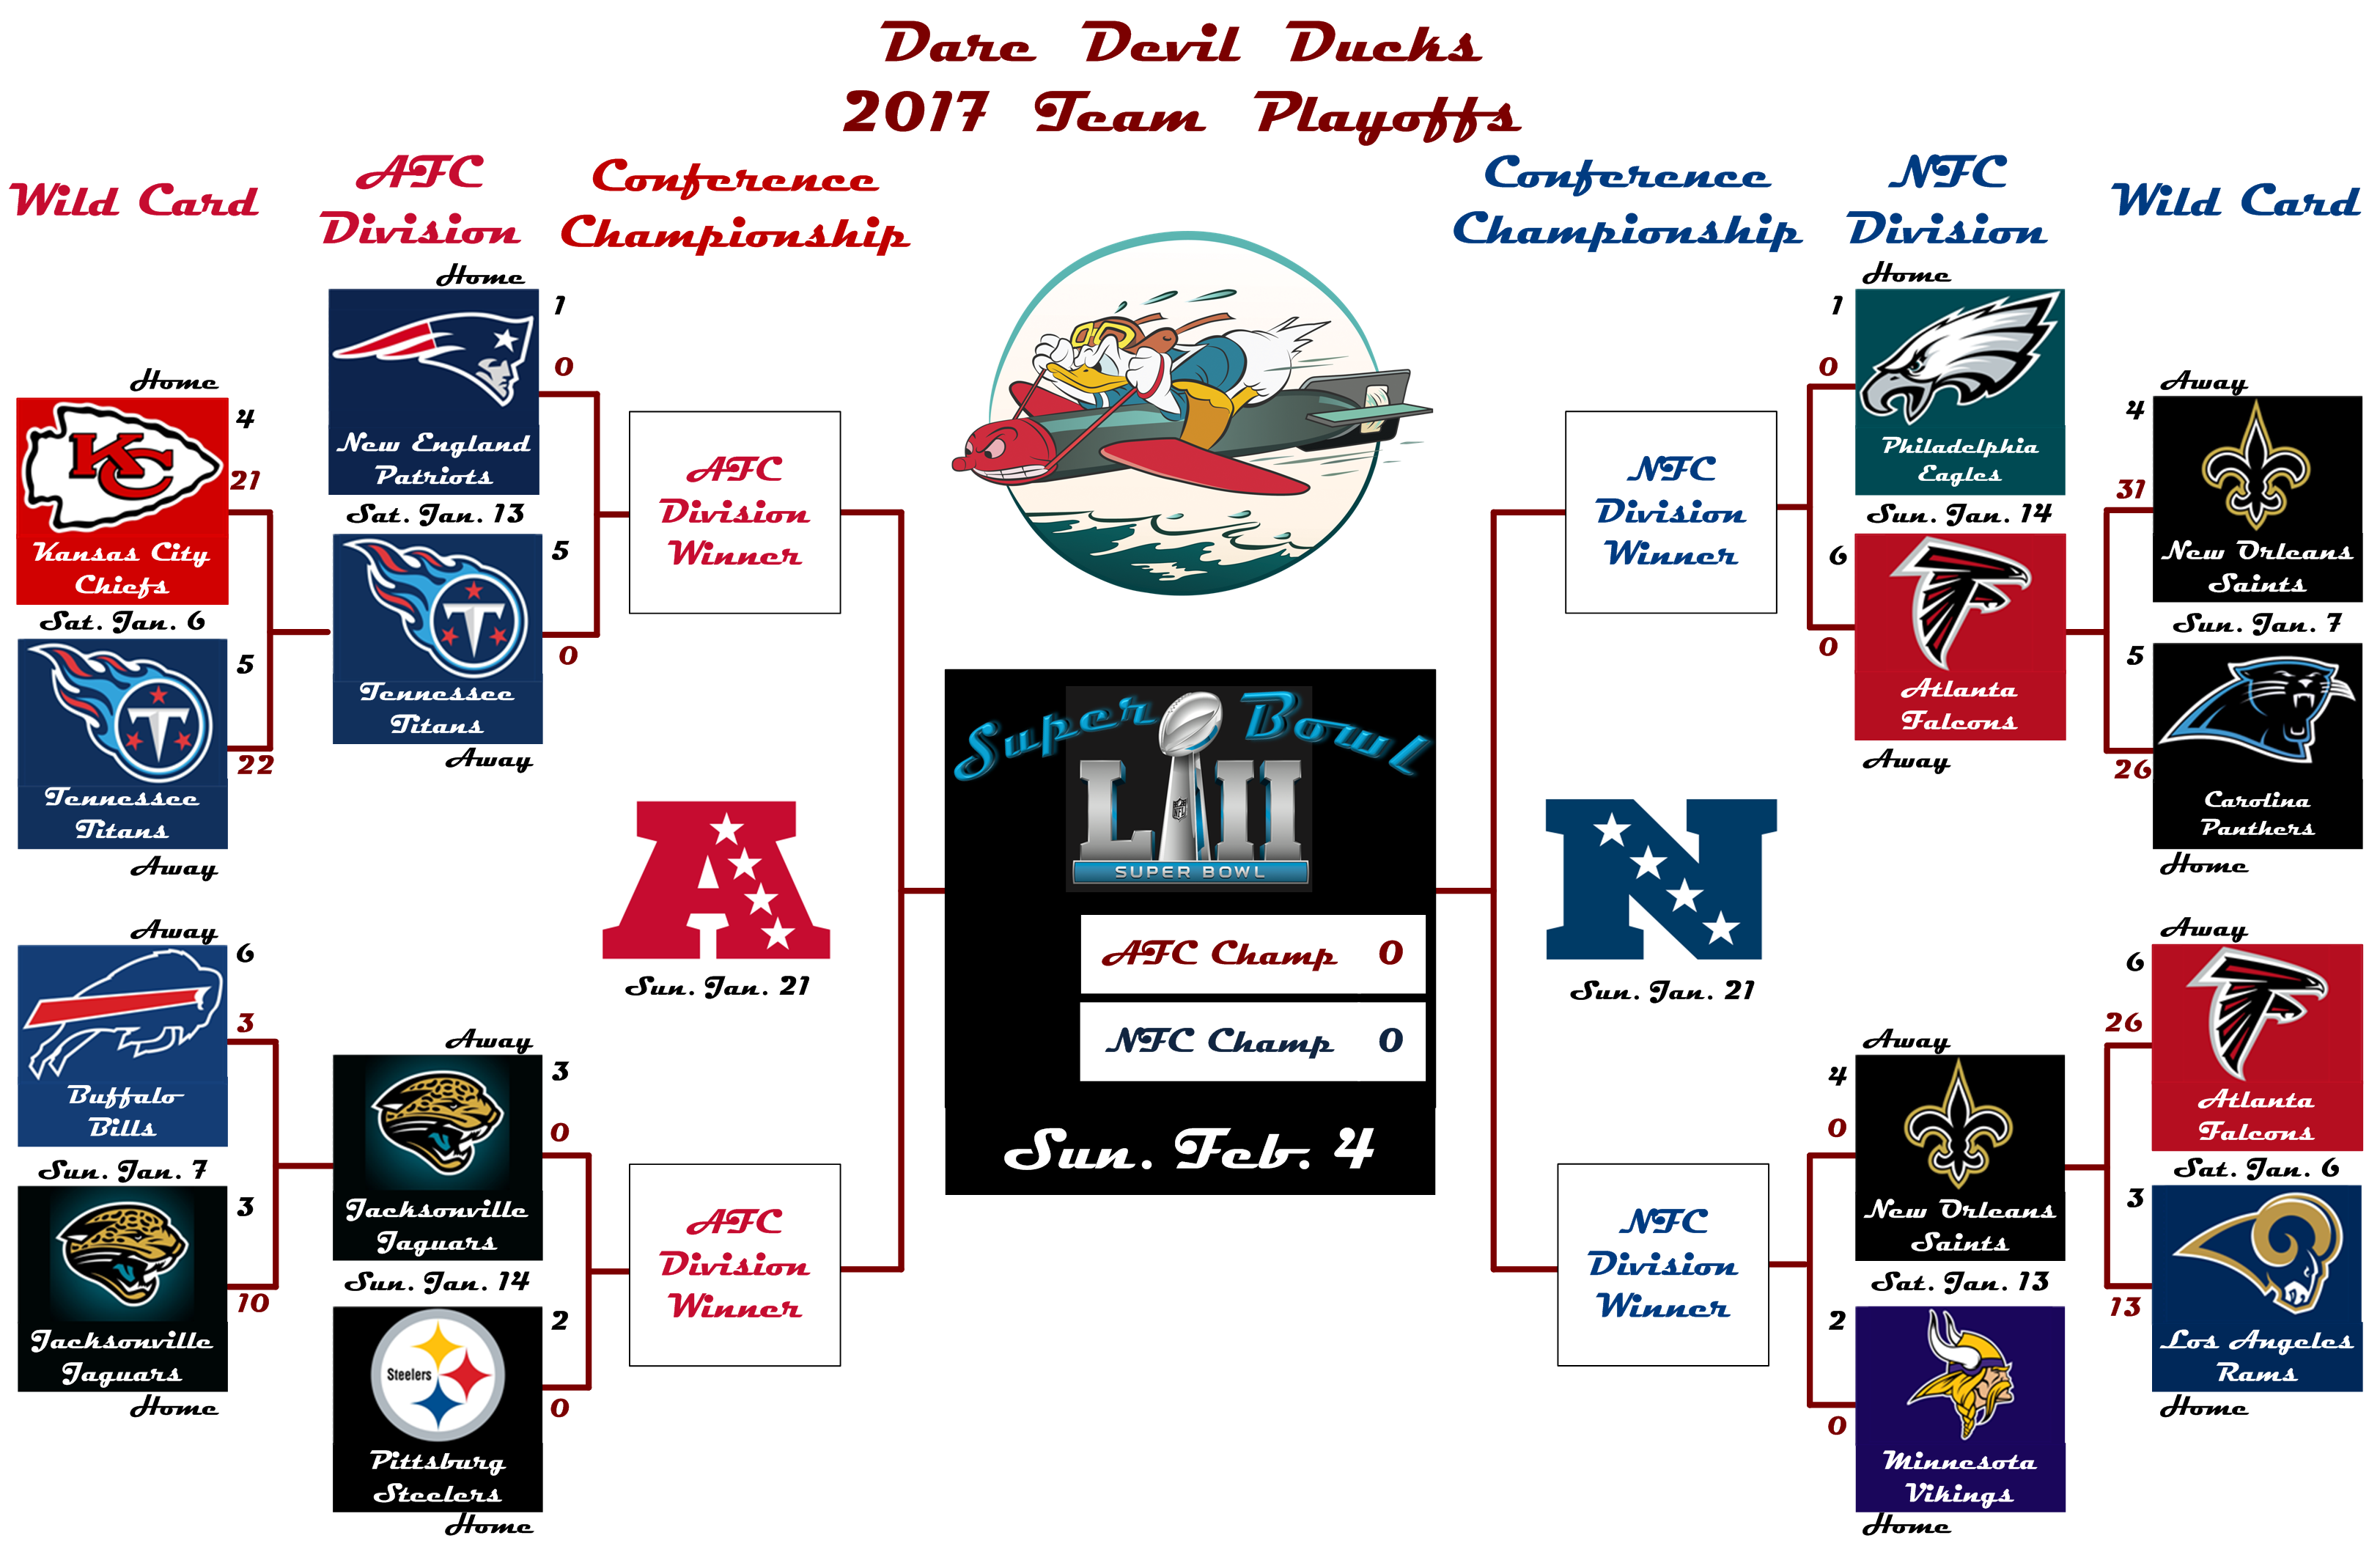 Dare Devil Ducks
2017 Team Playoffs
Wild Card
AFC
Division
Conference
Championship
Conference
Championship
NFC
Division
Wild Card
Home
1
0
New England
Patriots
Sat. Jan. 13
5
Tennessee
Titans
0
Away
Home
4
KC
21
Kansas City
Chiefs
Sat. Jan. 6
5
T
22
Tennessee
Titans
Away
T
AFC
Division
Winner
Away
6
3
Buffalo
Bills
Sun. Jan. 7
3
10
Jacksonville
Jaguars
Home
Away
3
0
Jacksonville
Jaguars
Sun. Jan. 14
2
Steelers
0
Pittsburg
Steelers
Home
A
Sun. Jan. 21
AFC
Division
Winner
Super Bowl
LII
NFL
SUPER BOWL
AFC Champ 0
NFC Champ 0
Sun. Feb. 4
NFC
Division
Winner
N
Sun. Jan. 21
NFC
Division
Winner
Home
1
0
Philadelphia
Eagles
Sun. Jan. 14
6
0
Atlanta
Falcons
Away
Away
4
0
New Orleans
Saints
Sat. Jan. 13
2
0
Minnesota
Vikings
Home
Away
4
31
New Orleans
Saints
Sun. Jan. 7
5
26
Carolina
Panthers
Home
Away
6
26
Atlanta
Falcons
Sat. Jan. 6
3
13
Los Angeles
Rams
Home